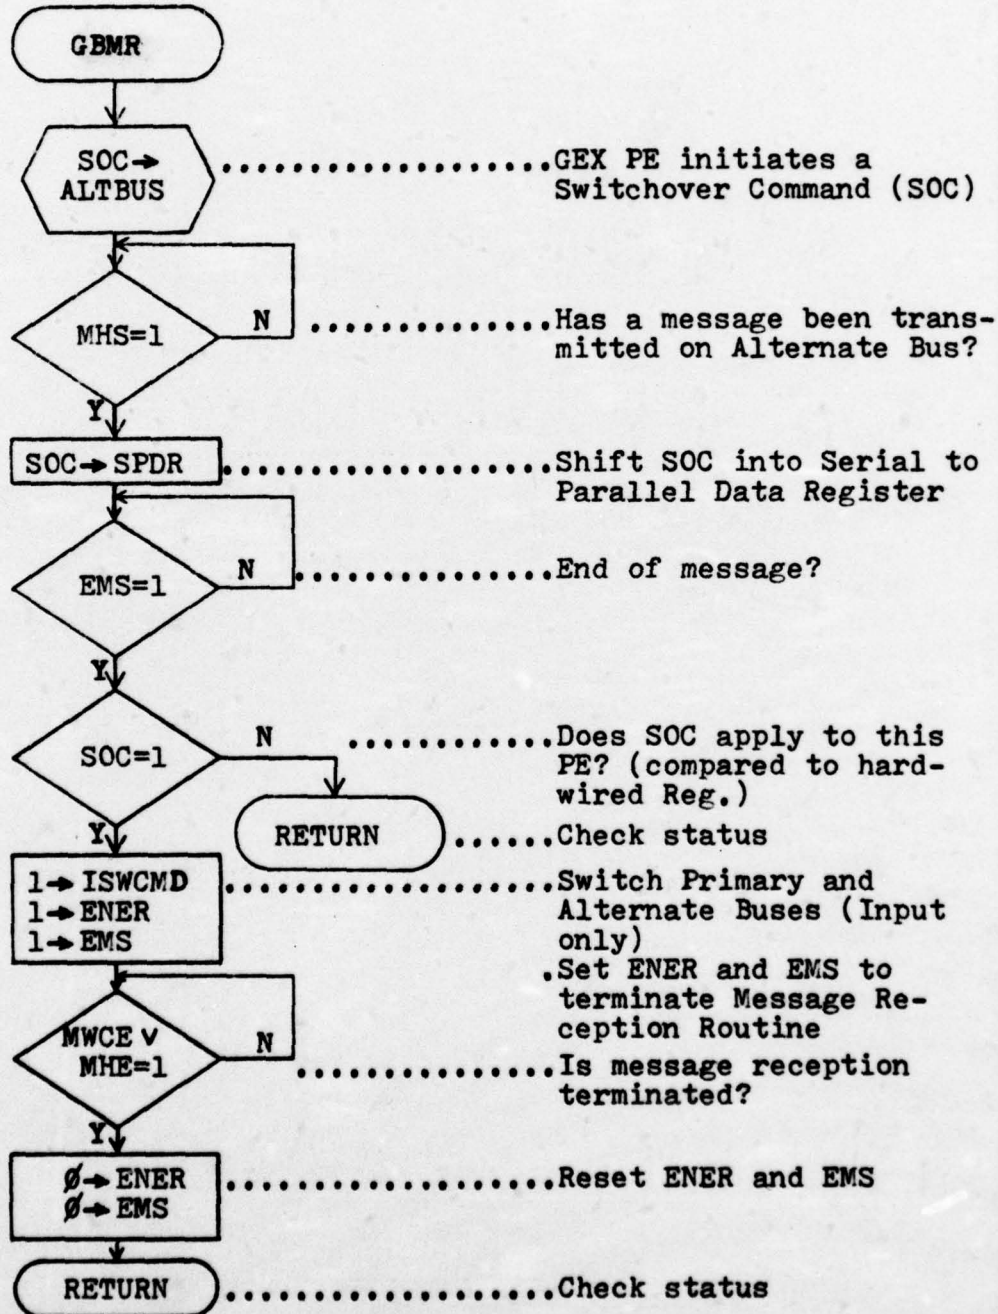 GBMR
SOC→
ALTBUS
..................GEX PE initiates a
Switchover Command (SOC)
MHS=1
N
.............Has a message been trans-
mitted on Alternate Bus?
Y
SOC→SPDR
..................Shift SOC into Serial to
Parallel Data Register
EMS=1
N
..............End of message?
Y
SOC=1
N
............Does SOC apply to this
PE? (compared to hard-
wired Reg.)
Y
RETURN
......Check status
1→ISWCMD
1→ENER
1→EMS
..................Switch Primary and
Alternate Buses (Input
only)
.Set ENER and EMS to
terminate Message Re-
ception Routine
MWCE ∨
MHE=1
N
..............Is message reception
terminated?
Y
∅→ENER
∅→EMS
..................Reset ENER and EMS
RETURN
..................Check status